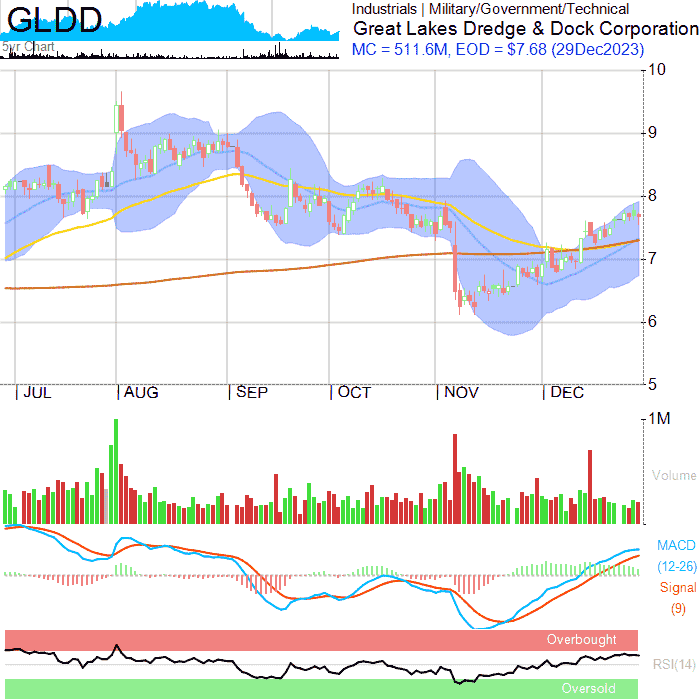 GLDD
5yr Chart
Industrials | Military/Government/Technical
Great Lakes Dredge & Dock Corporation
MC = 511.6M, EOD = $7.68 (29Dec2023)
10
9
8
7
6
5
| JUL | AUG | SEP | OCT | NOV | DEC
1M
Volume
MACD
(12-26)
Signal
(9)
Overbought
RSI(14)
Oversold